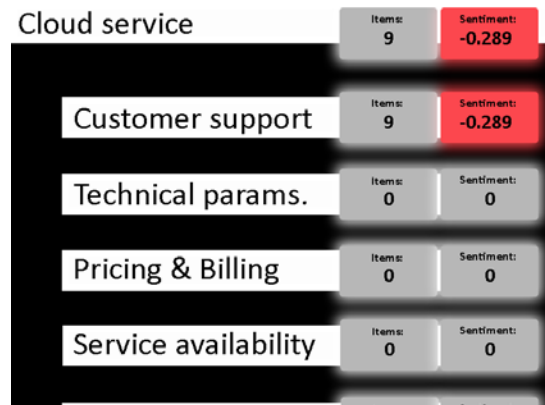 Cloud service
Items: Sentiment:
9 -0.289
Customer support
Items: Sentiment:
9 -0.289
Technical params.
Items: Sentiment:
0 0
Pricing & Billing
Items: Sentiment:
0 0
Service availability
Items: Sentiment:
0 0